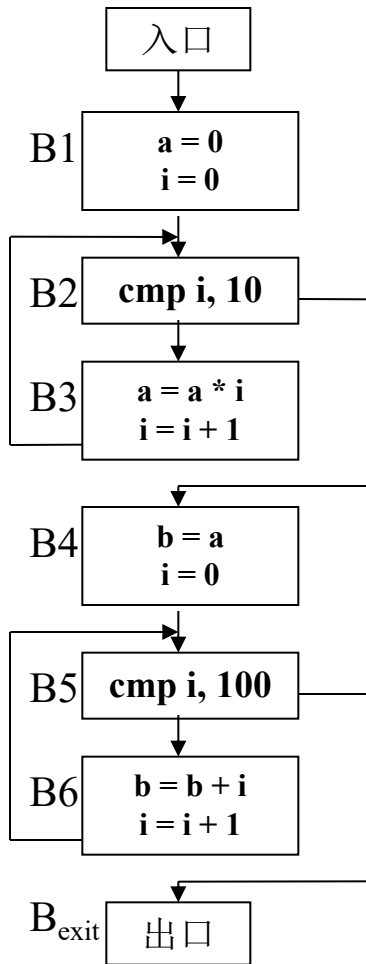 入口
B1
a = 0
i = 0
B2
cmp i, 10
B3
a = a * i
i = i + 1
B4
b = a
i = 0
B5
cmp i, 100
B6
b = b + i
i = i + 1
Bexit
出口